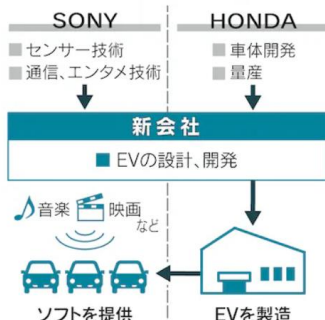 SONY
HONDA
■ センサー技術
■ 通信、エンタメ技術
■ 車体開発
■ 量産
新会社
■ EVの設計、開発
音楽
映画
など
ソフトを提供
EVを製造